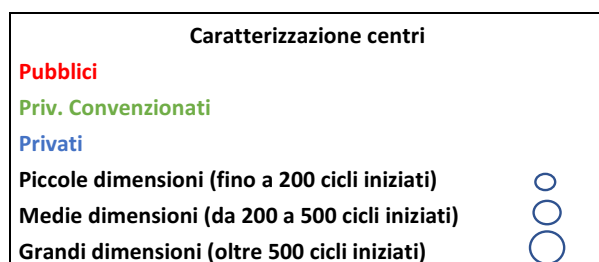 Caratterizzazione centri
Pubblici
Priv. Convenzionati
Privati
Piccole dimensioni (fino a 200 cicli iniziati)
Medie dimensioni (da 200 a 500 cicli iniziati)
Grandi dimensioni (oltre 500 cicli iniziati)